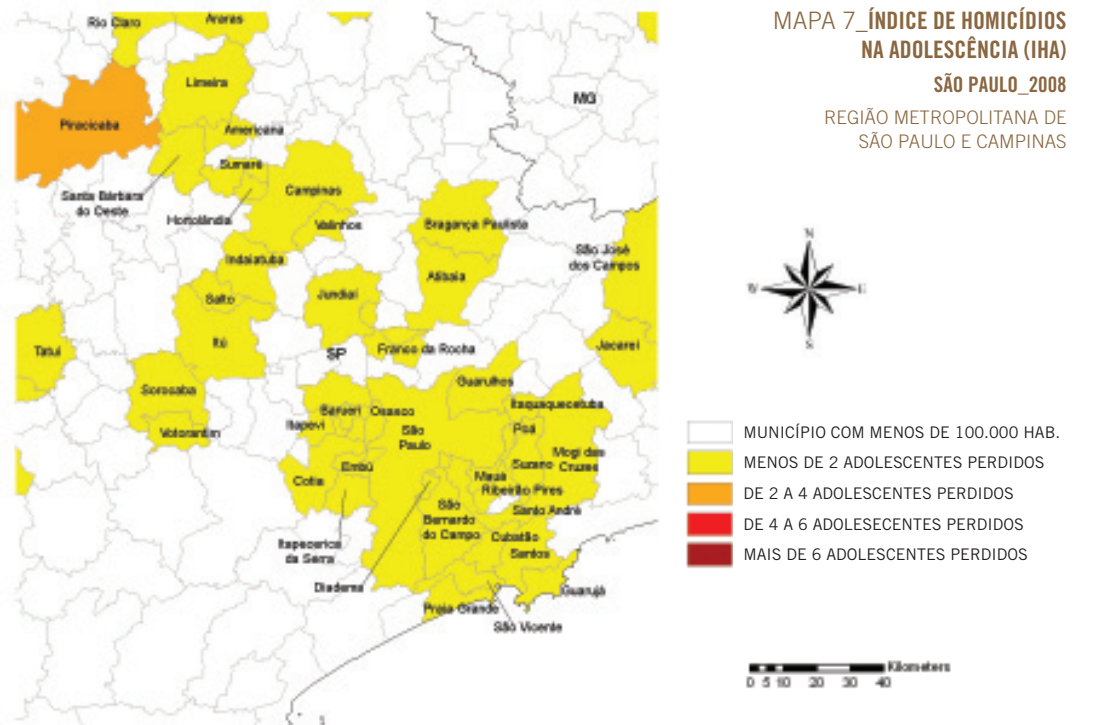 MAPA 7_ÍNDICE DE HOMICÍDIOS
NA ADOLESCÊNCIA (IHA)
SÃO PAULO_2008
REGIÃO METROPOLITANA DE
SÃO PAULO E CAMPINAS
Rio Claro
Araras
Limeira
MG
Piracicaba
Americana
Sumaré
Santa Bárbara
do Oeste
Campinas
Hortolândia
Valinhos
Bragança Paulista
São José
dos Campos
Indaiatuba
Atibaia
Salto
Jundiaí
Itú
Tatuí
SP
Franco da Rocha
Jacareí
Sorocaba
Guarulhos
Votorantim
Itapevi
Barueri
Osasco
São
Paulo
Itaquaquecetuba
Poá
Mogi das
Cruzes
Suzano
Cotia
Embú
Mauá
Ribeirão Pires
Santo André
São
Bernardo
do Campo
Cubatão
Santos
Itapecerica
da Serra
Diadema
Guarujá
Praia Grande
São Vicente
N
W
E
S
MUNICÍPIO COM MENOS DE 100.000 HAB.
MENOS DE 2 ADOLESCENTES PERDIDOS
DE 2 A 4 ADOLESCENTES PERDIDOS
DE 4 A 6 ADOLESECENTES PERDIDOS
MAIS DE 6 ADOLESCENTES PERDIDOS
Kilometers
0 5 10 20 30 40